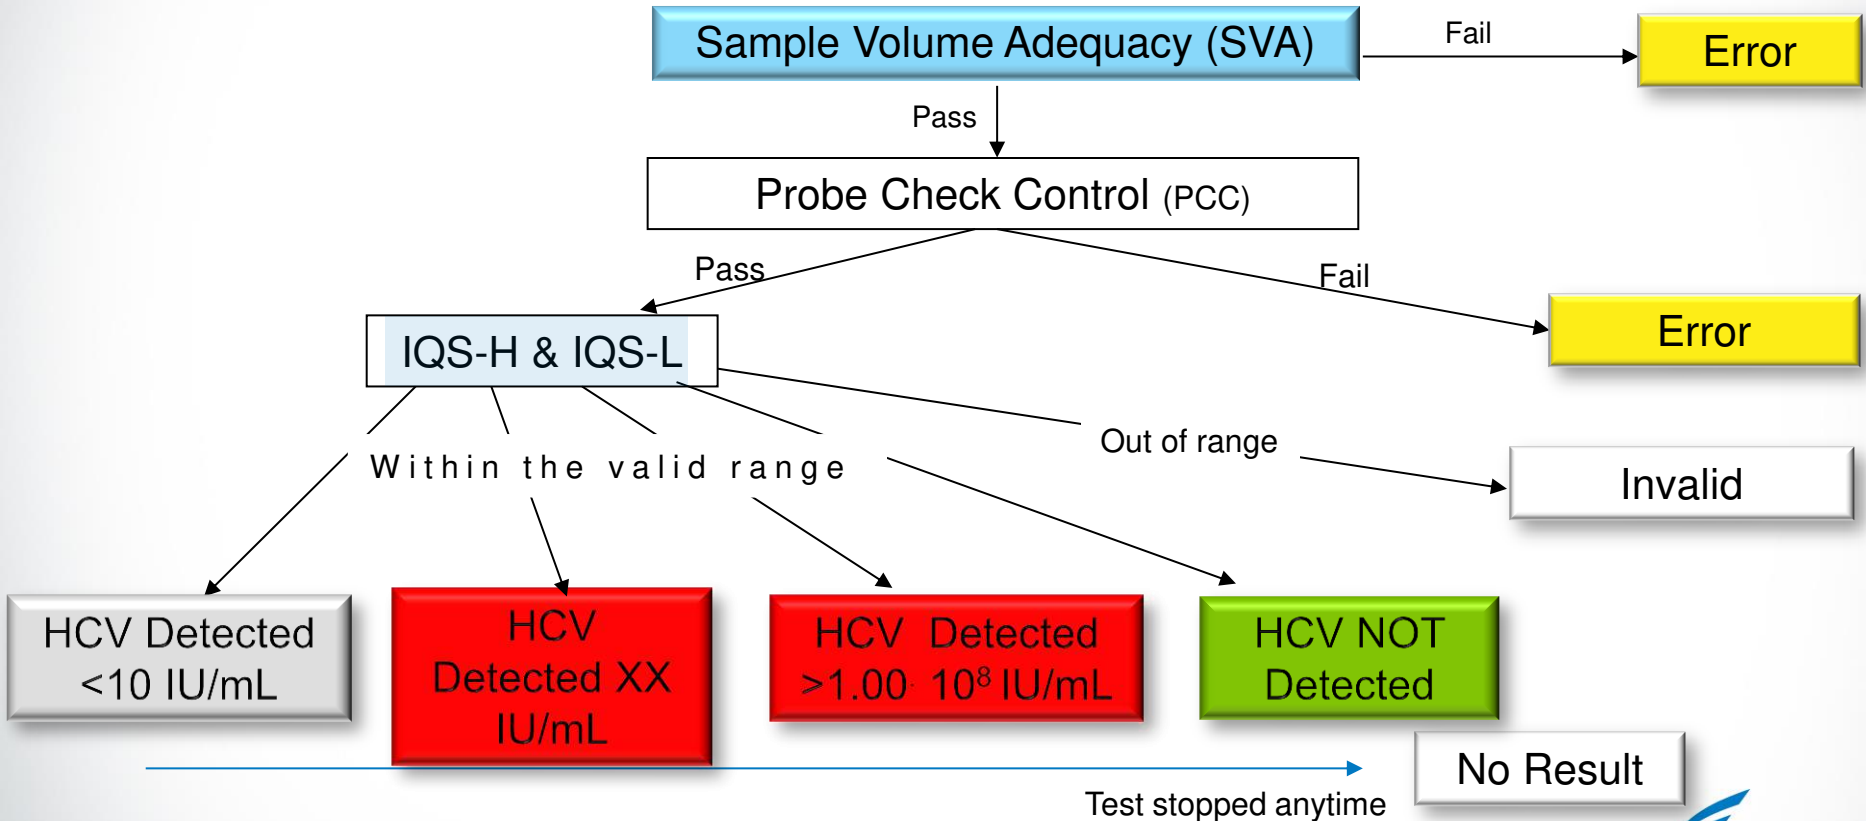 Sample Volume Adequacy (SVA)
Fail
Error
Pass
Probe Check Control (PCC)
Pass
Fail
Error
IQS-H & IQS-L
Out of range
Within the valid range
Invalid
HCV Detected
<10 IU/mL
HCV
Detected XX
IU/mL
HCV Detected
>1.00· 10⁸ IU/mL
HCV NOT
Detected
No Result
Test stopped anytime